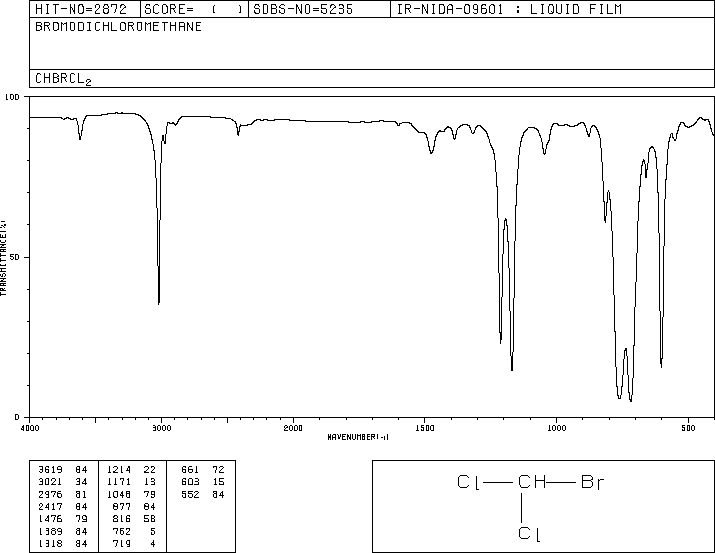 HIT-NO=2872 SCORE= ( ) SDBS-NO=5235 IR-NIDA-09601 : LIQUID FILM
BROMODICHLOROMETHANE
CHBRCL2
100
50
0
TRANSMITTANCE(%)
4000 3000 2000 1500 1000 500
WAVENUMBER(-1)
3619 84 1214 22 661 72
3021 34 1171 13 603 15
2976 81 1048 79 552 84
2417 84 877 84
1476 79 816 58
1389 84 762 5
1318 84 719 4
Cl CH Br
Cl